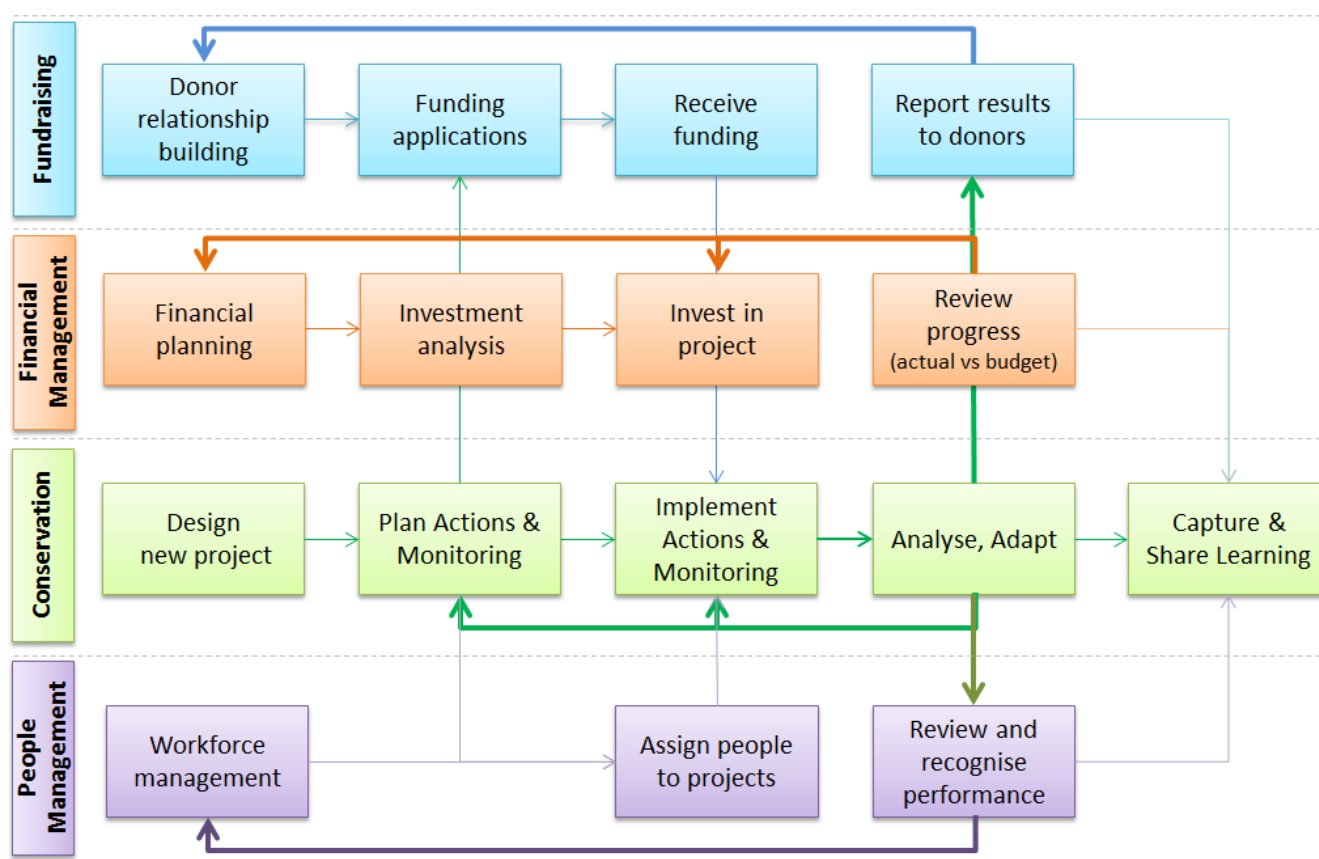 Fundraising
Donor
relationship
building
Funding
applications
Receive
funding
Report results
to donors
Financial
Management
Financial
planning
Investment
analysis
Invest in
project
Review
progress
(actual vs budget)
Conservation
Design
new project
Plan Actions &
Monitoring
Implement
Actions &
Monitoring
Analyse, Adapt
Capture &
Share Learning
People
Management
Workforce
management
Assign people
to projects
Review and
recognise
performance